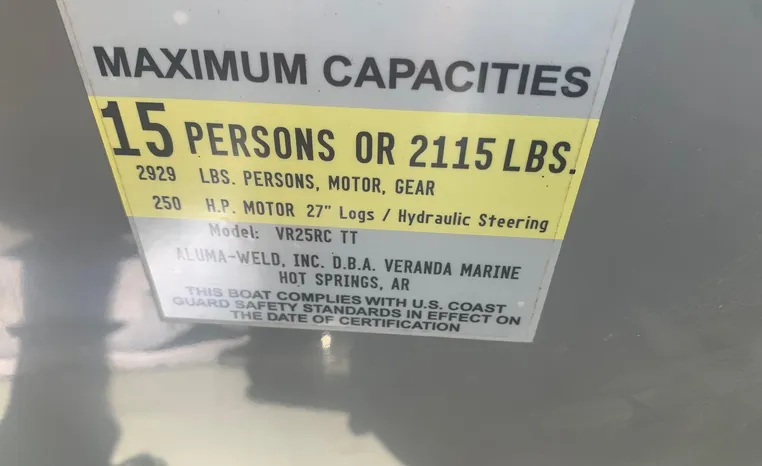 MAXIMUM CAPACITIES
15 PERSONS OR 2115 LBS.
2929 LBS. PERSONS, MOTOR, GEAR
250 H.P. MOTOR 27" Logs / Hydraulic Steering
Model: VR25RC TT
ALUMA-WELD, INC. D.B.A. VERANDA MARINE
HOT SPRINGS, AR
THIS BOAT COMPLIES WITH U.S. COAST
GUARD SAFETY STANDARDS IN EFFECT ON
THE DATE OF CERTIFICATION